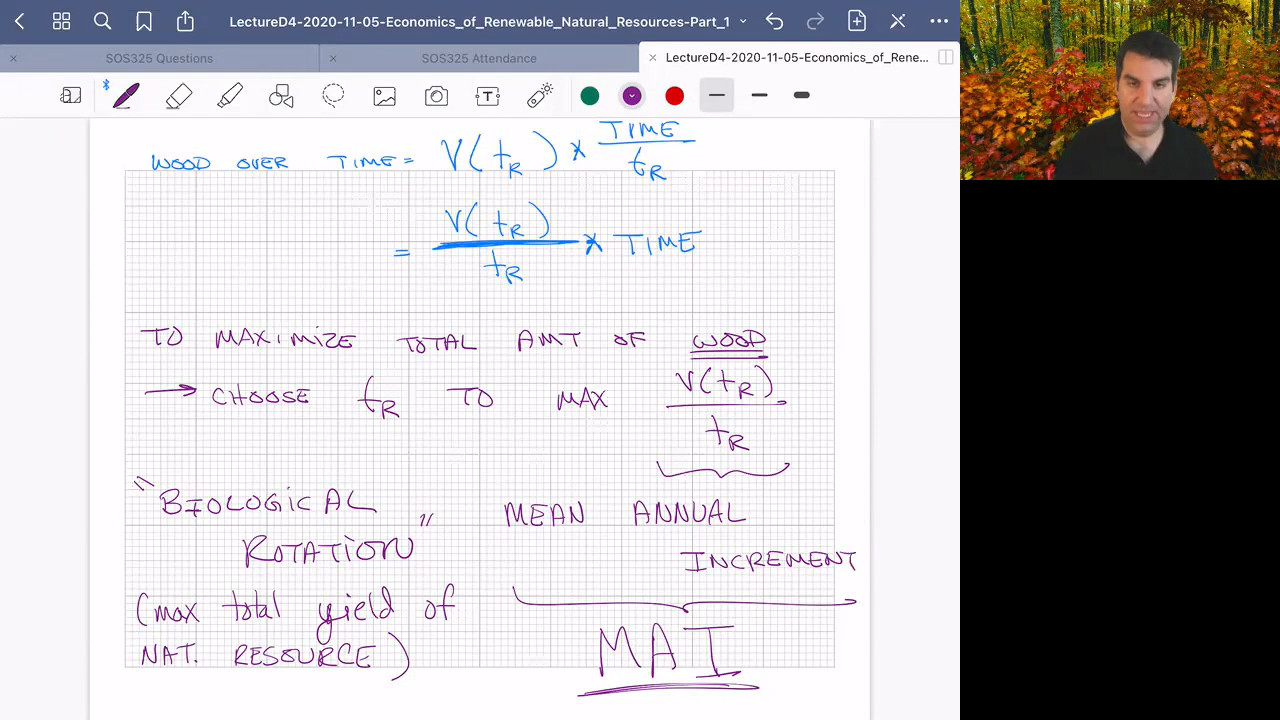 LectureD4-2020-11-05-Economics_of_Renewable_Natural_Resources-Part_1
SOS325 Questions
SOS325 Attendance
LectureD4-2020-11-05-Economics_of_Rene...
T
WOOD OVER TIME = V(tR) * TIME / tR
= V(tR) / tR * TIME
TO MAXIMIZE TOTAL AMT OF WOOD
→ CHOOSE tR TO MAX V(tR) / tR
"BIOLOGICAL
ROTATION"
(max total yield of
NAT. RESOURCE)
MEAN ANNUAL
INCREMENT
MAI